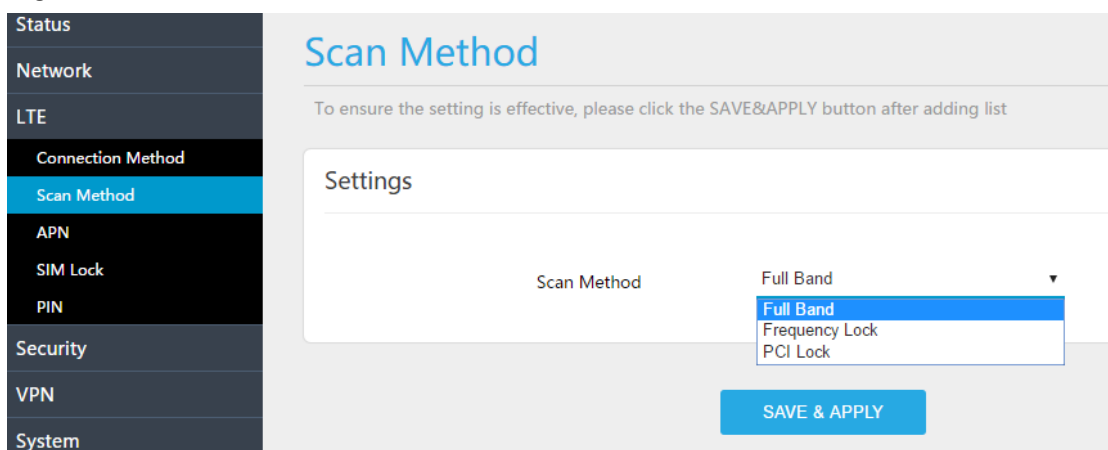 Status
Network
LTE
Connection Method
Scan Method
APN
SIM Lock
PIN
Security
VPN
System
Scan Method
To ensure the setting is effective, please click the SAVE&APPLY button after adding list
Settings
Scan Method Full Band
Full Band
Frequency Lock
PCI Lock
SAVE & APPLY